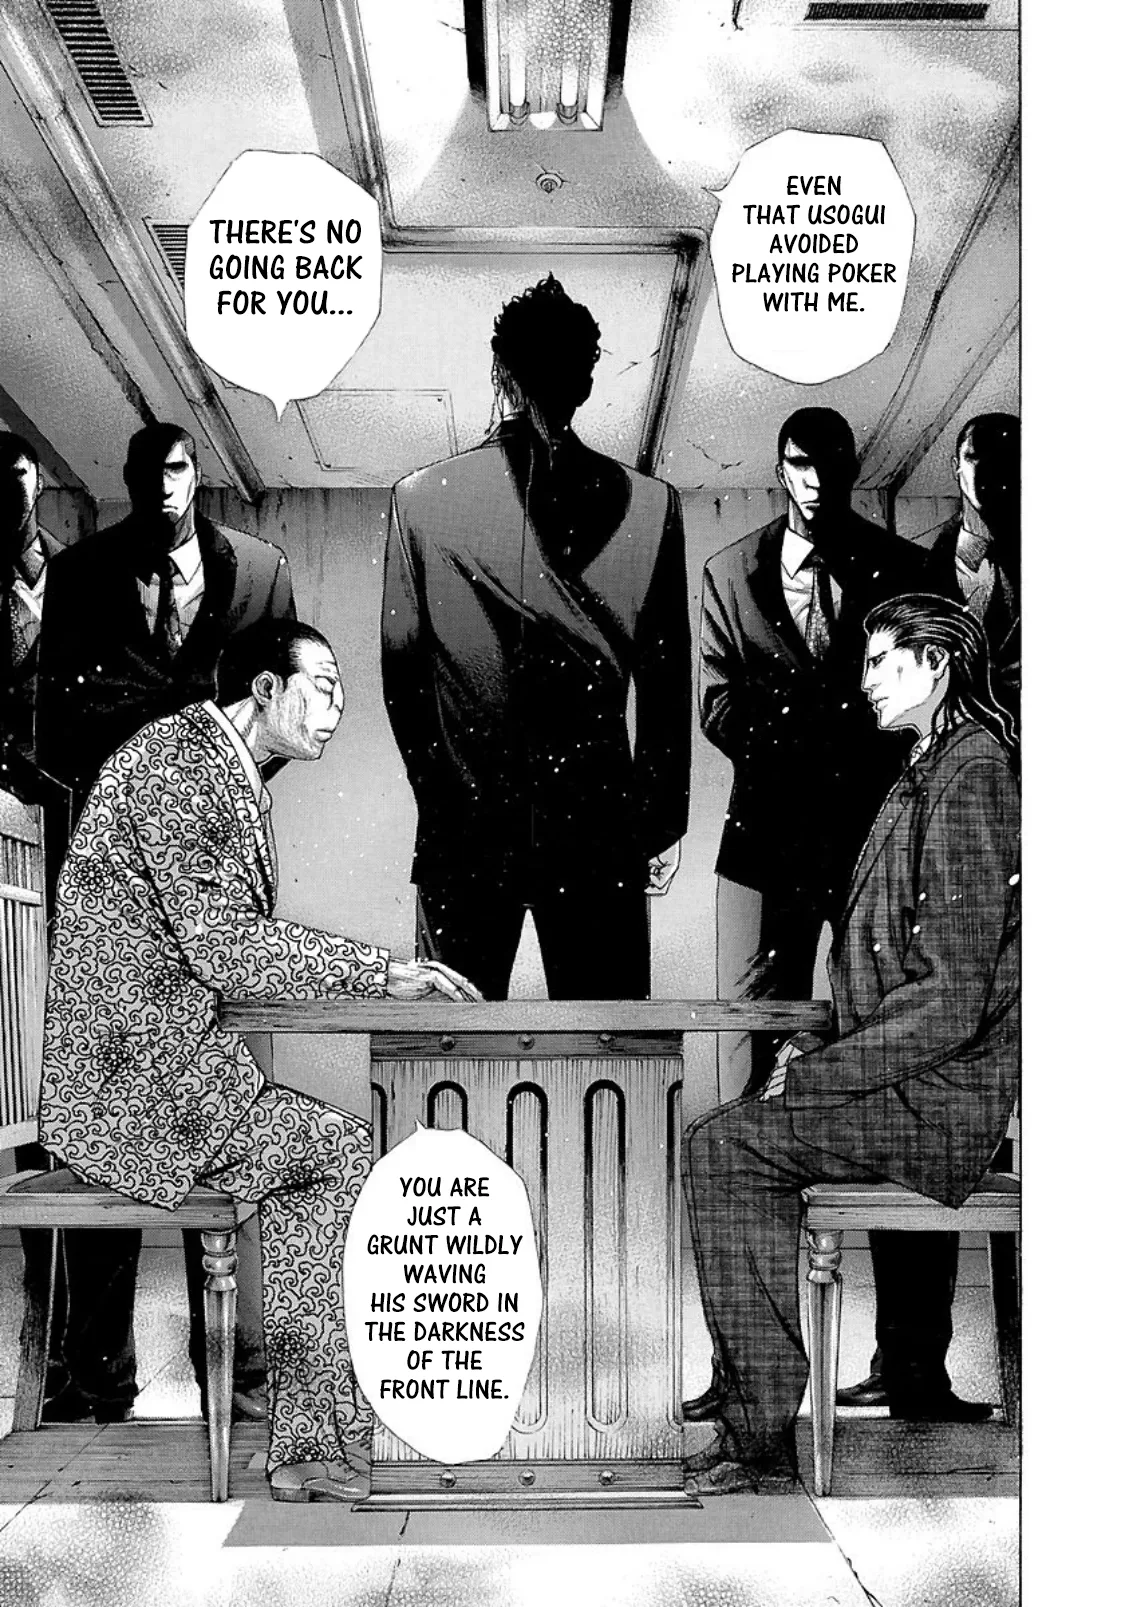 EVEN
THAT USOGUI
AVOIDED
PLAYING POKER
WITH ME.
THERE'S NO
GOING BACK
FOR YOU...
YOU ARE
JUST A
GRUNT WILDLY
WAVING
HIS SWORD IN
THE DARKNESS
OF THE
FRONT LINE.